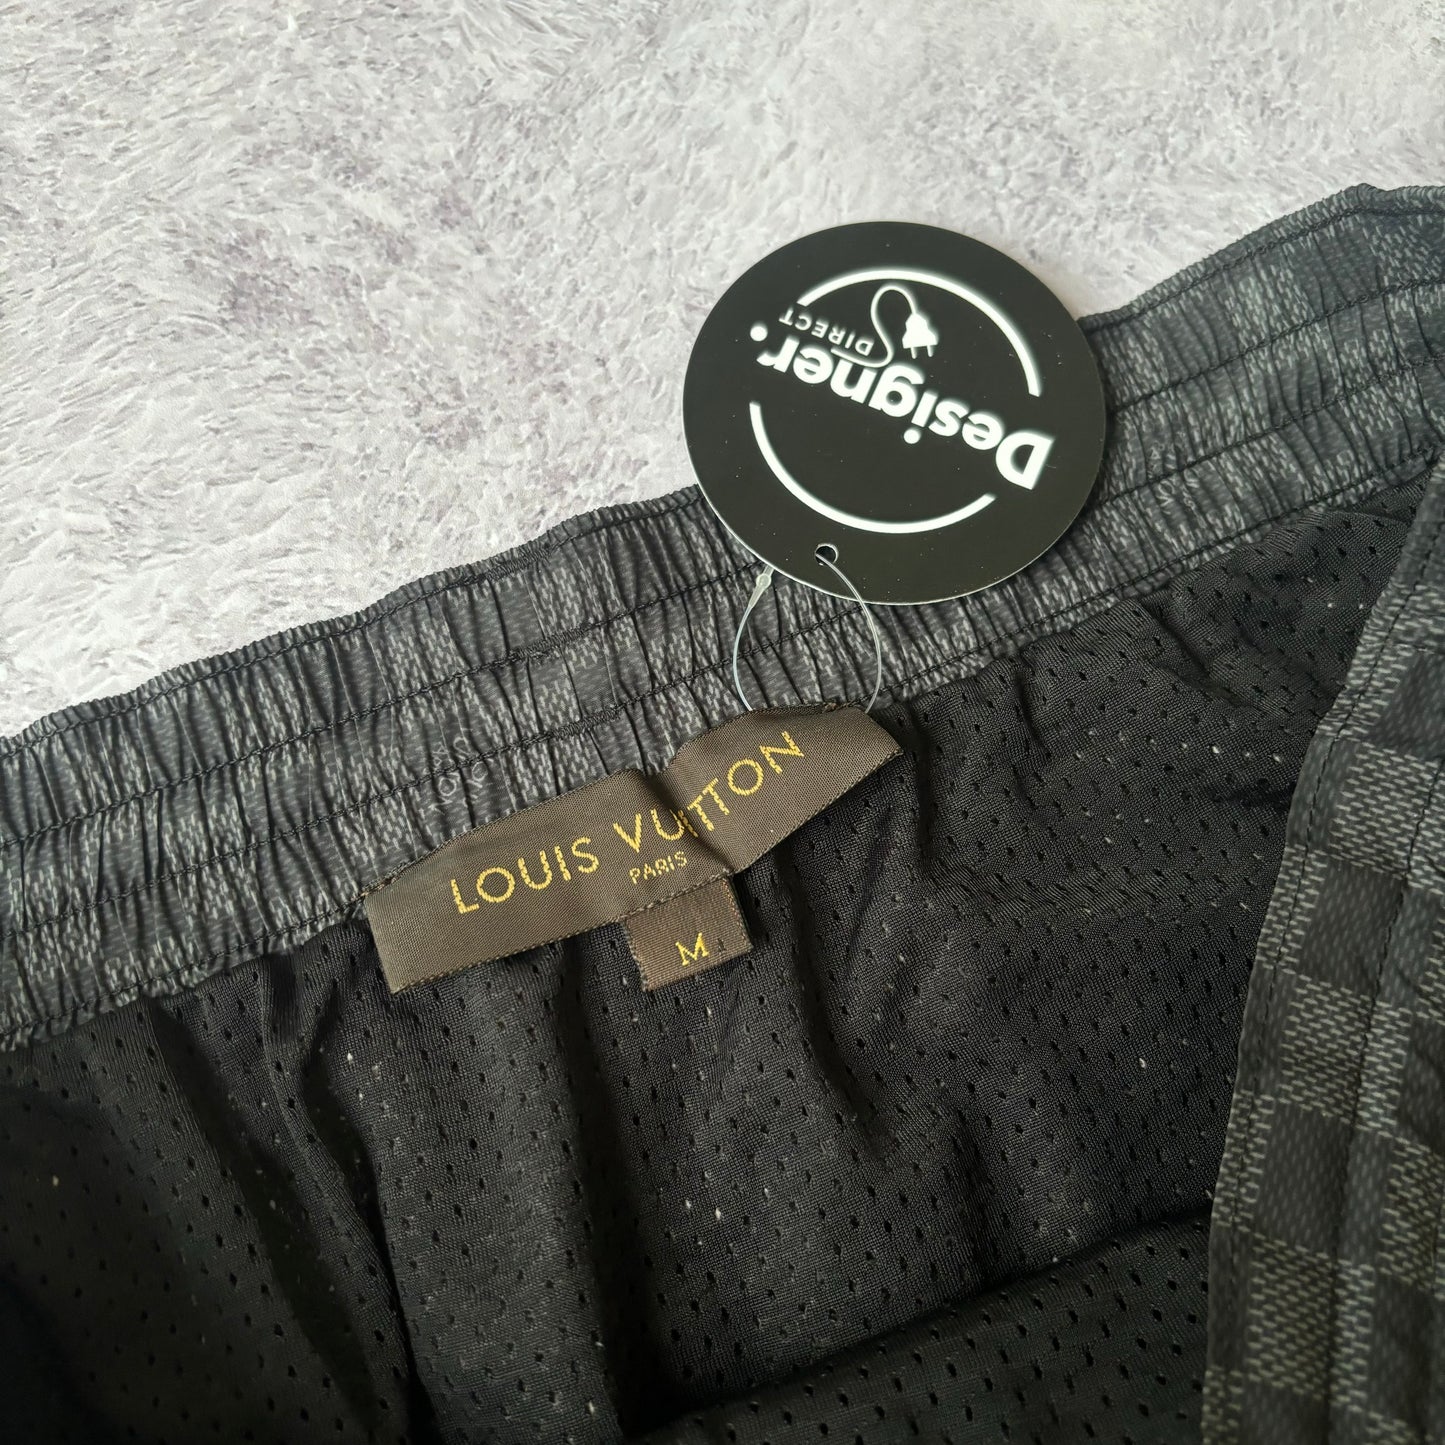 Designer.
DIRECT
LOUIS VUITTON
PARIS
M